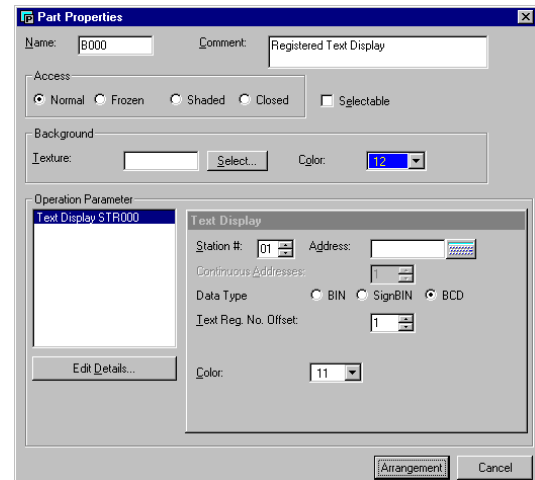 Part Properties
Name: B000 Comment: Registered Text Display
Access
Normal Frozen Shaded Closed Selectable
Background
Texture: Select... Color: 12
Operation Parameter
Text Display STR000
Text Display
Station #: 01 Address:
Continuous Addresses: 1
Data Type BIN SignBIN BCD
Text Reg. No. Offset: 1
Edit Details...
Color: 11
Arrangement Cancel